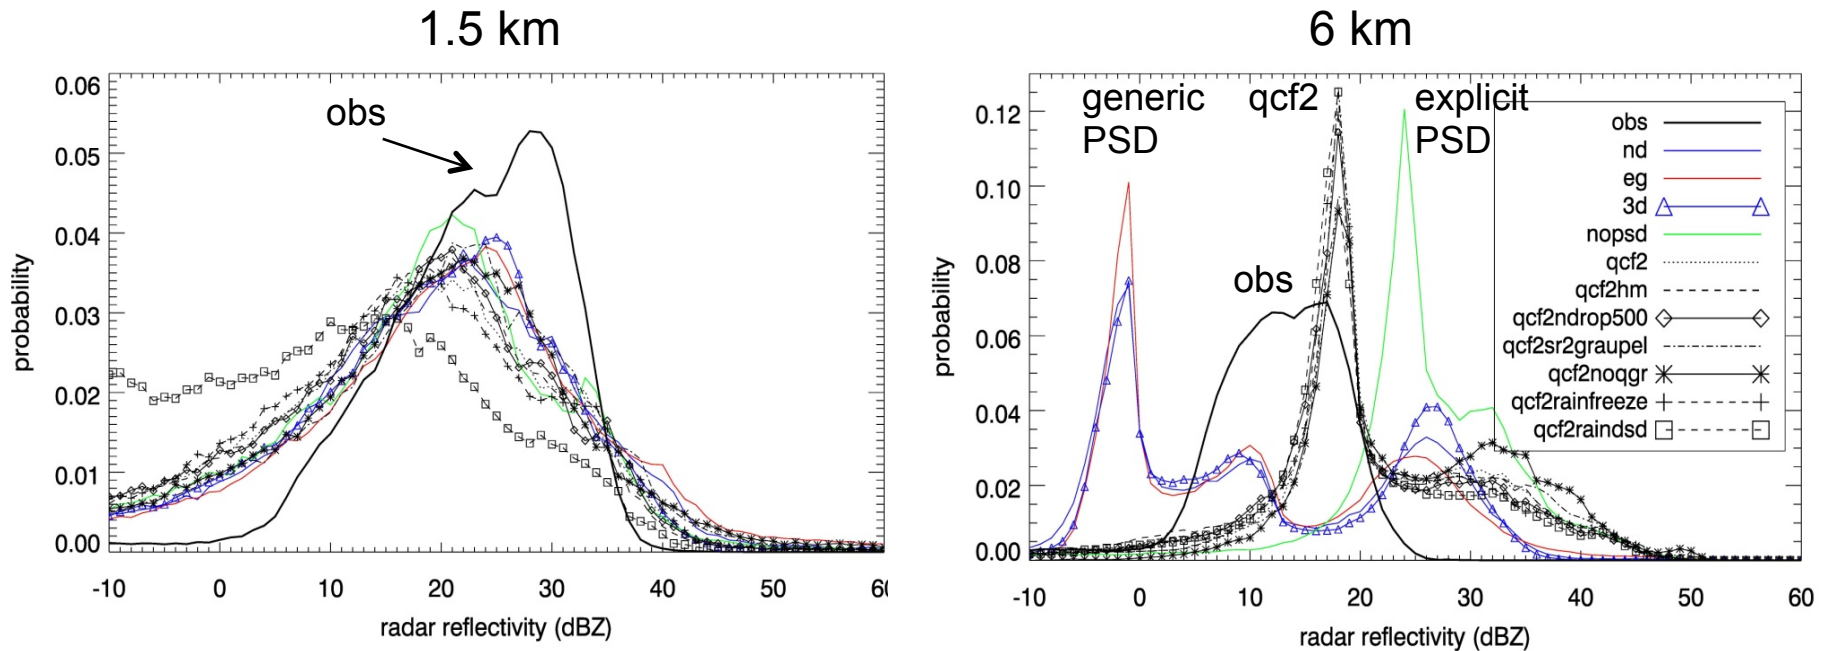 1.5 km
0.06
0.05
0.04
0.03
0.02
0.01
0.00
probability
obs
-10 0 10 20 30 40 50 60
radar reflectivity (dBZ)
6 km
0.12
0.10
0.08
0.06
0.04
0.02
0.00
probability
generic
PSD
qcf2
explicit
PSD
obs
obs
nd
eg
3d
nopsd
qcf2
qcf2hm
qcf2ndrop500
qcf2sr2graupel
qcf2noqgr
qcf2rainfreeze
qcf2raindsd
-10 0 10 20 30 40 50 60
radar reflectivity (dBZ)